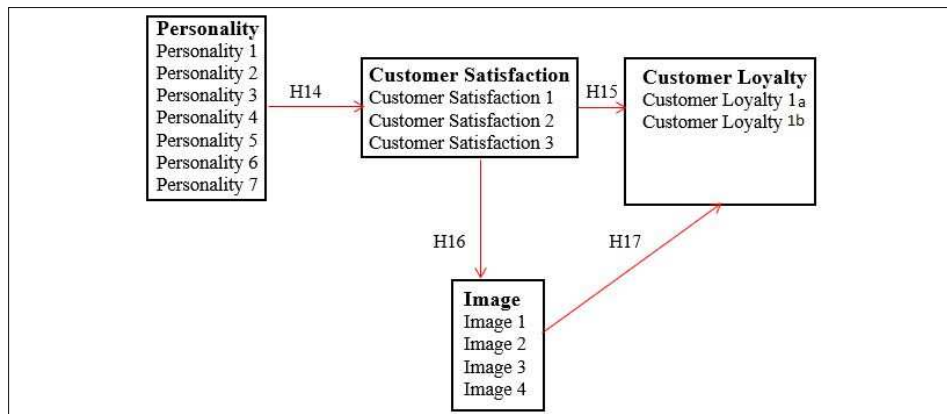 Personality
Personality 1
Personality 2
Personality 3
Personality 4
Personality 5
Personality 6
Personality 7
H14
Customer Satisfaction
Customer Satisfaction 1
Customer Satisfaction 2
Customer Satisfaction 3
H15
Customer Loyalty
Customer Loyalty 1a
Customer Loyalty 1b
H16
H17
Image
Image 1
Image 2
Image 3
Image 4